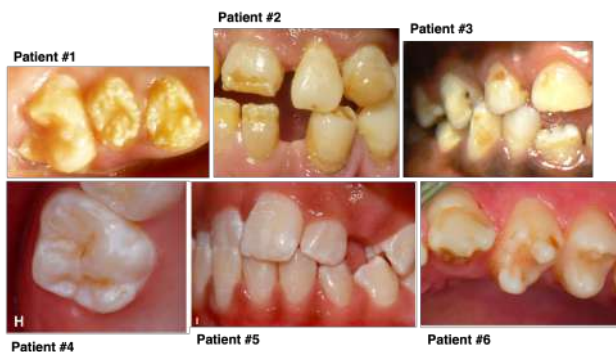 Patient #1
Patient #2
Patient #3
H
I
Patient #4
Patient #5
Patient #6